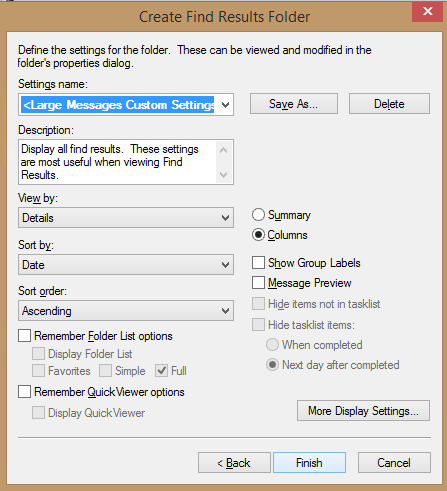 Create Find Results Folder
Define the settings for the folder. These can be viewed and modified in the
folder's properties dialog.
Settings name:
<Large Messages Custom Settings
Save As...
Delete
Description:
Display all find results. These settings
are most useful when viewing Find
Results.
View by:
Details
Summary
Columns
Sort by:
Date
Show Group Labels
Message Preview
Sort order:
Ascending
Hide items not in tasklist
Hide tasklist items:
When completed
Next day after completed
Remember Folder List options
Display Folder List
Favorites
Simple
Full
Remember QuickViewer options
Display QuickViewer
More Display Settings...
< Back
Finish
Cancel